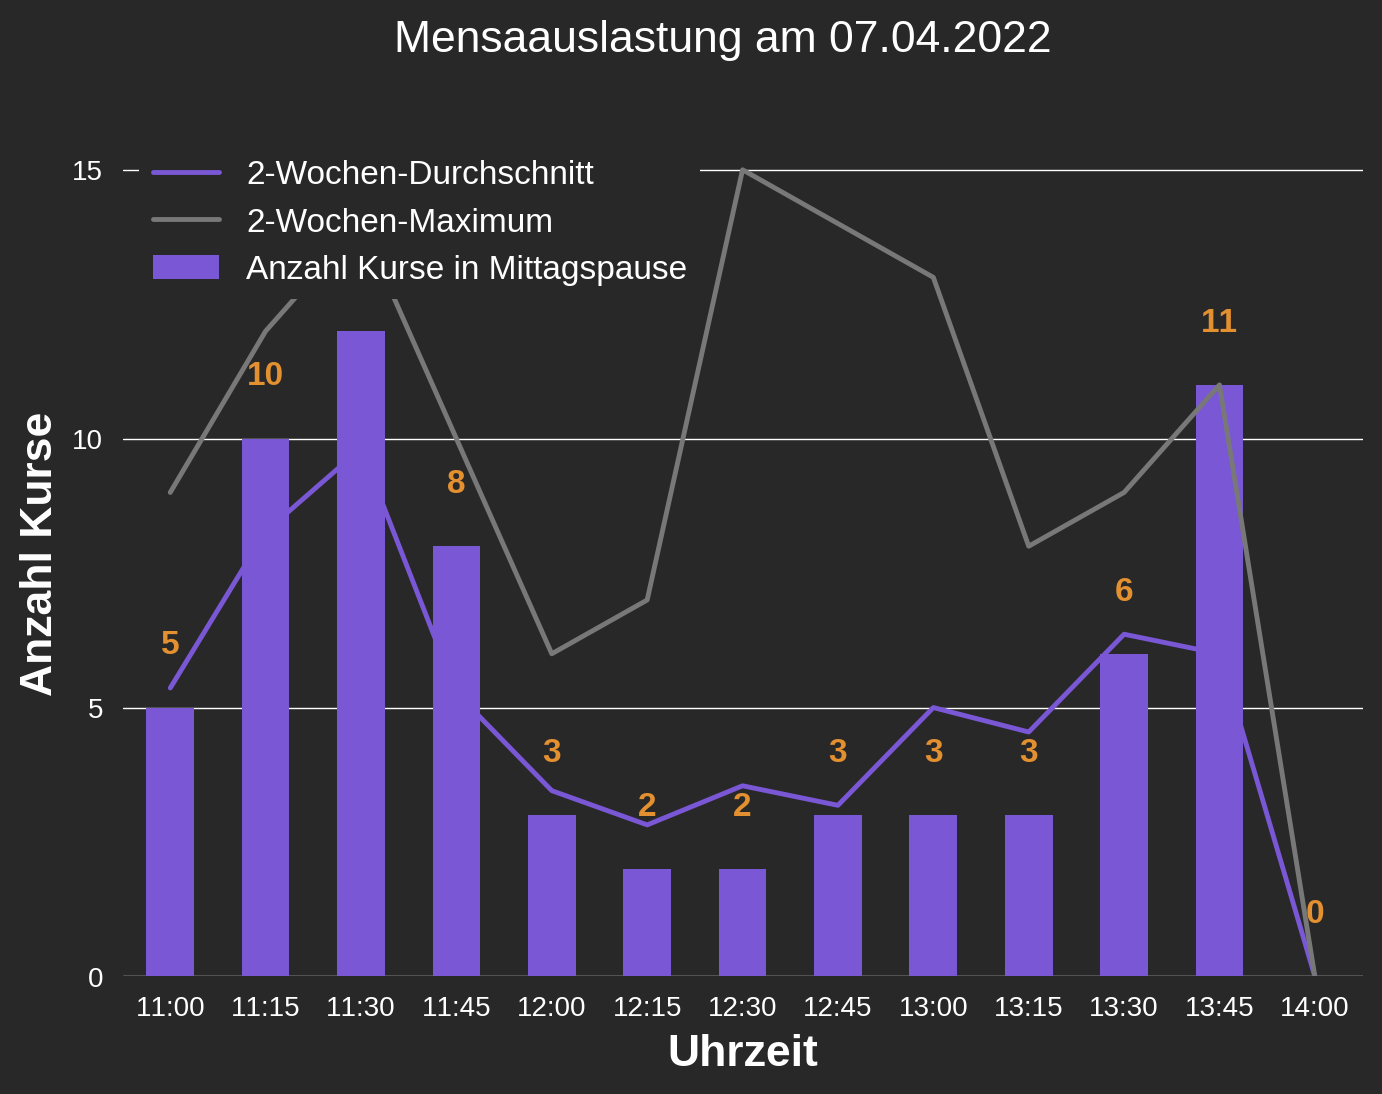 Mensaauslastung am 07.04.2022
2-Wochen-Durchschnitt
2-Wochen-Maximum
Anzahl Kurse in Mittagspause
15
10
5
0
Anzahl Kurse
5
10
8
3
2
2
3
3
3
6
11
0
11:00 11:15 11:30 11:45 12:00 12:15 12:30 12:45 13:00 13:15 13:30 13:45 14:00
Uhrzeit